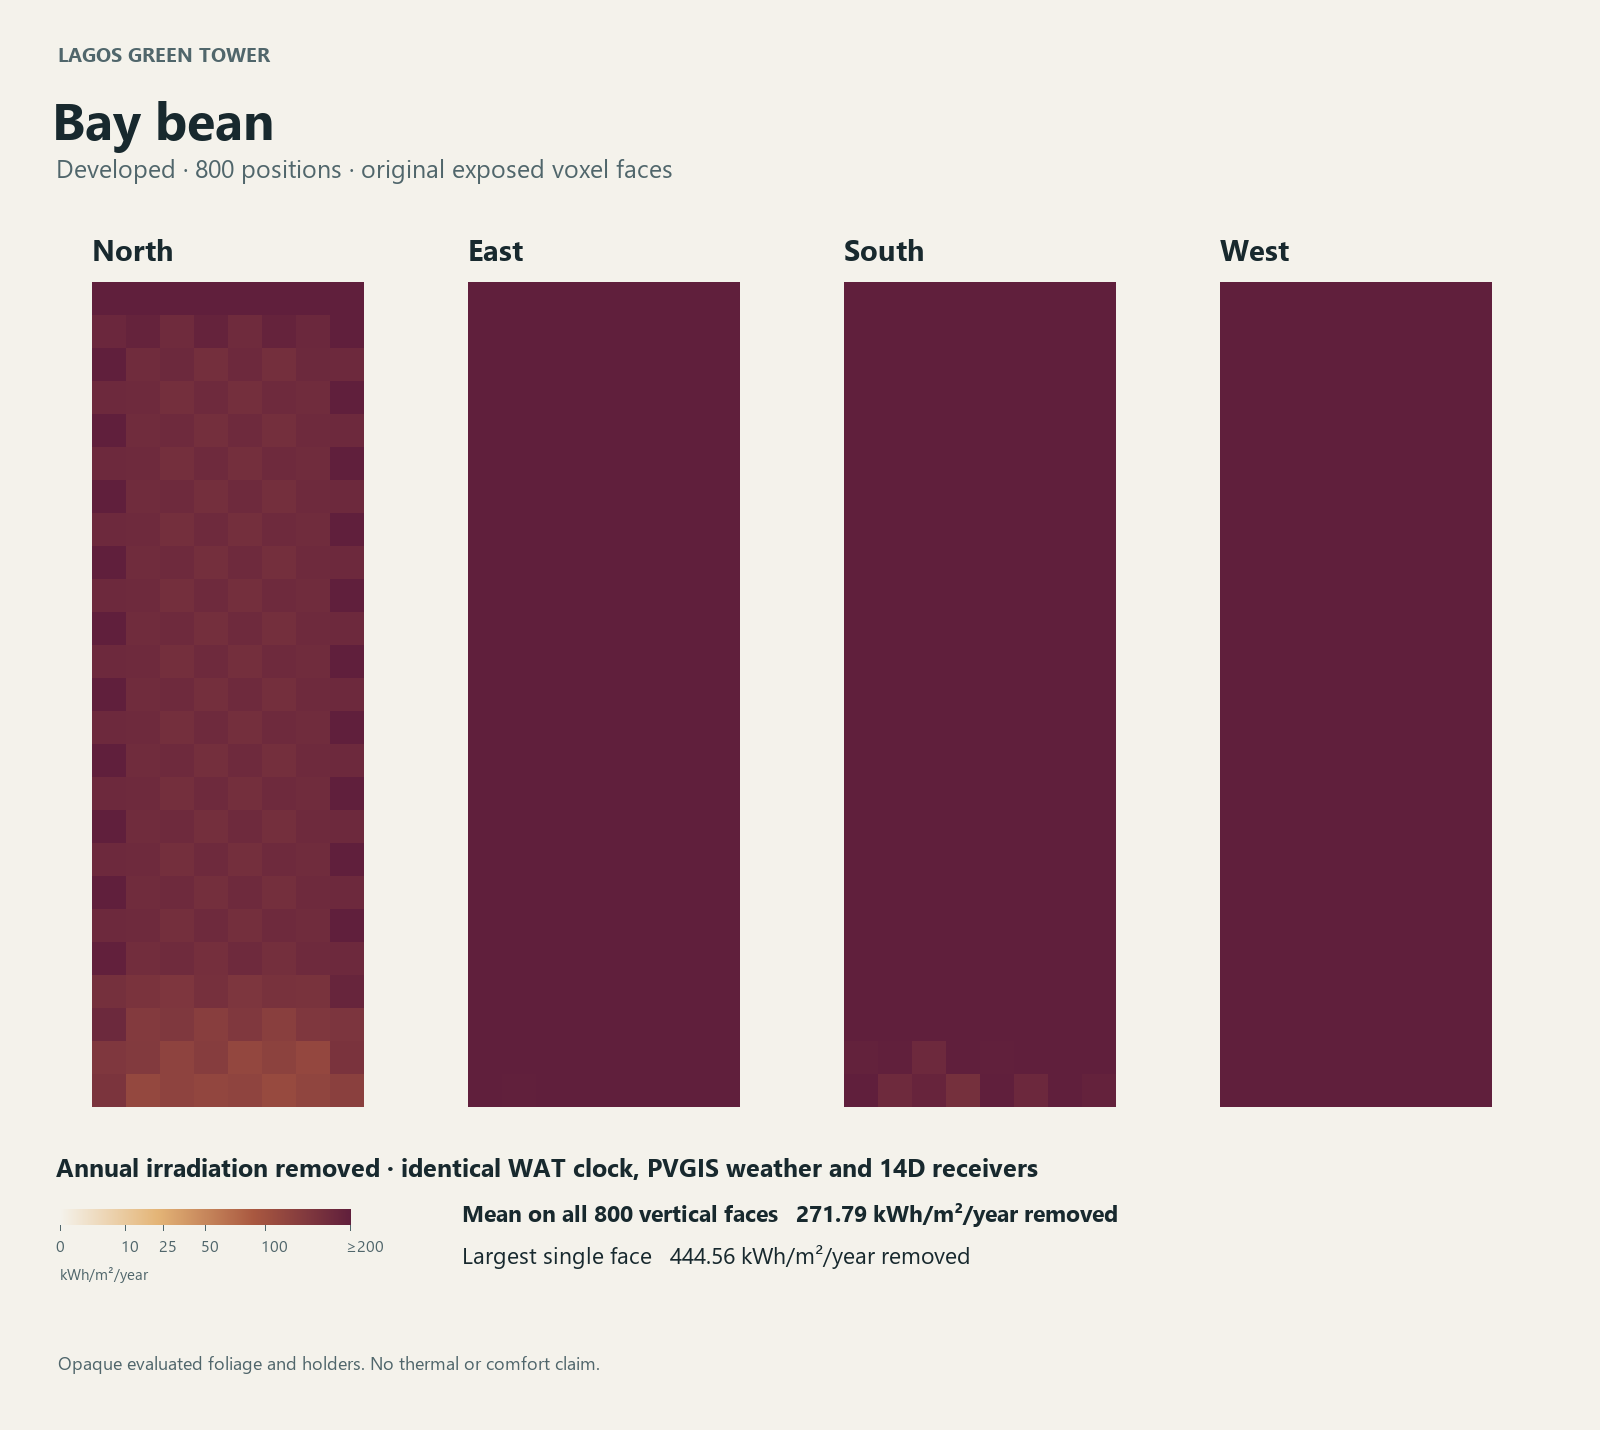 LAGOS GREEN TOWER
Bay bean
Developed · 800 positions · original exposed voxel faces
North East South West
Annual irradiation removed · identical WAT clock, PVGIS weather and 14D receivers
Mean on all 800 vertical faces 271.79 kWh/m²/year removed
0 10 25 50 100 ≥200
Largest single face 444.56 kWh/m²/year removed
kWh/m²/year
Opaque evaluated foliage and holders. No thermal or comfort claim.